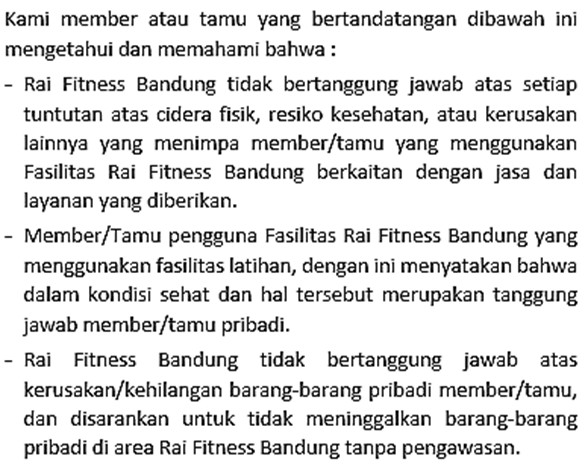 Kami member atau tamu yang bertandatangan dibawah ini
mengetahui dan memahami bahwa :
- Rai Fitness Bandung tidak bertanggung jawab atas setiap
tuntutan atas cidera fisik, resiko kesehatan, atau kerusakan
lainnya yang menimpa member/tamu yang menggunakan
Fasilitas Rai Fitness Bandung berkaitan dengan jasa dan
layanan yang diberikan.
- Member/Tamu pengguna Fasilitas Rai Fitness Bandung yang
menggunakan fasilitas latihan, dengan ini menyatakan bahwa
dalam kondisi sehat dan hal tersebut merupakan tanggung
jawab member/tamu pribadi.
- Rai Fitness Bandung tidak bertanggung jawab atas
kerusakan/kehilangan barang-barang pribadi member/tamu,
dan disarankan untuk tidak meninggalkan barang-barang
pribadi di area Rai Fitness Bandung tanpa pengawasan.